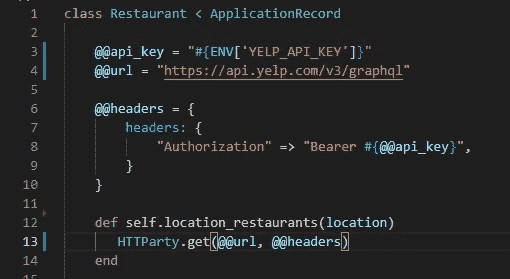 1 class Restaurant < ApplicationRecord
2
3 @@api_key = "#{ENV['YELP_API_KEY']}"
4 @@url = "https://api.yelp.com/v3/graphql"
5
6 @@headers = {
7 headers: {
8 "Authorization" => "Bearer #{@@api_key}",
9 }
10 }
11
12 def self.location_restaurants(location)
13 HTTParty.get(@@url, @@headers)
14 end